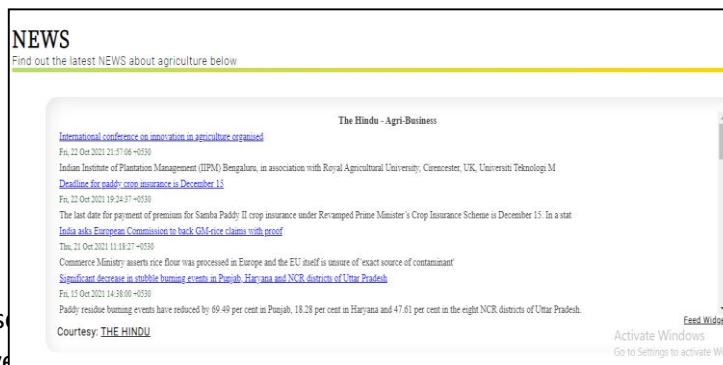 NEWS
Find out the latest NEWS about agriculture below
The Hindu - Agri-Business
International conference on innovation in agriculture organised
Fri, 22 Oct 2021 21:57:06 +0530
Indian Institute of Plantation Management (IIPM) Bengaluru, in association with Royal Agricultural University, Cirencester, UK, Universiti Teknologi M
Deadline for paddy crop insurance is December 15
Fri, 22 Oct 2021 19:24:37 +0530
The last date for payment of premium for Samba Paddy II crop insurance under Revamped Prime Minister's Crop Insurance Scheme is December 15. In a stat
India asks European Commission to back GM-rice claims with proof
Thu, 21 Oct 2021 11:18:27 +0530
Commerce Ministry asserts rice flour was processed in Europe and the EU itself is unsure of 'exact source of contaminant'
Significant decrease in stubble burning events in Punjab, Haryana and NCR districts of Uttar Pradesh
Fri, 15 Oct 2021 14:38:00 +0530
Paddy residue burning events have reduced by 69.49 per cent in Punjab, 18.28 per cent in Haryana and 47.61 per cent in the eight NCR districts of Uttar Pradesh.
Feed Widge
Courtesy: THE HINDU
Activate Windows
Go to Settings to activate Wi